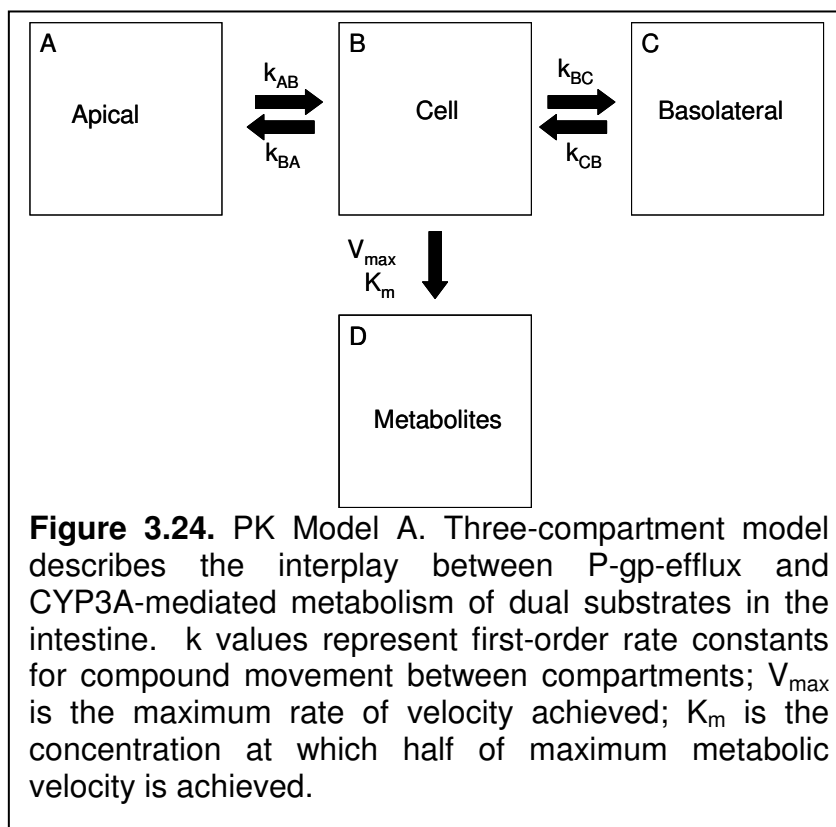 A
B
C
k_AB
k_BC
Apical
Cell
Basolateral
k_BA
k_CB
V_max
K_m
D
Metabolites
Figure 3.24. PK Model A. Three-compartment model
describes the interplay between P-gp-efflux and
CYP3A-mediated metabolism of dual substrates in the
intestine. k values represent first-order rate constants
for compound movement between compartments; V_max
is the maximum rate of velocity achieved; K_m is the
concentration at which half of maximum metabolic
velocity is achieved.